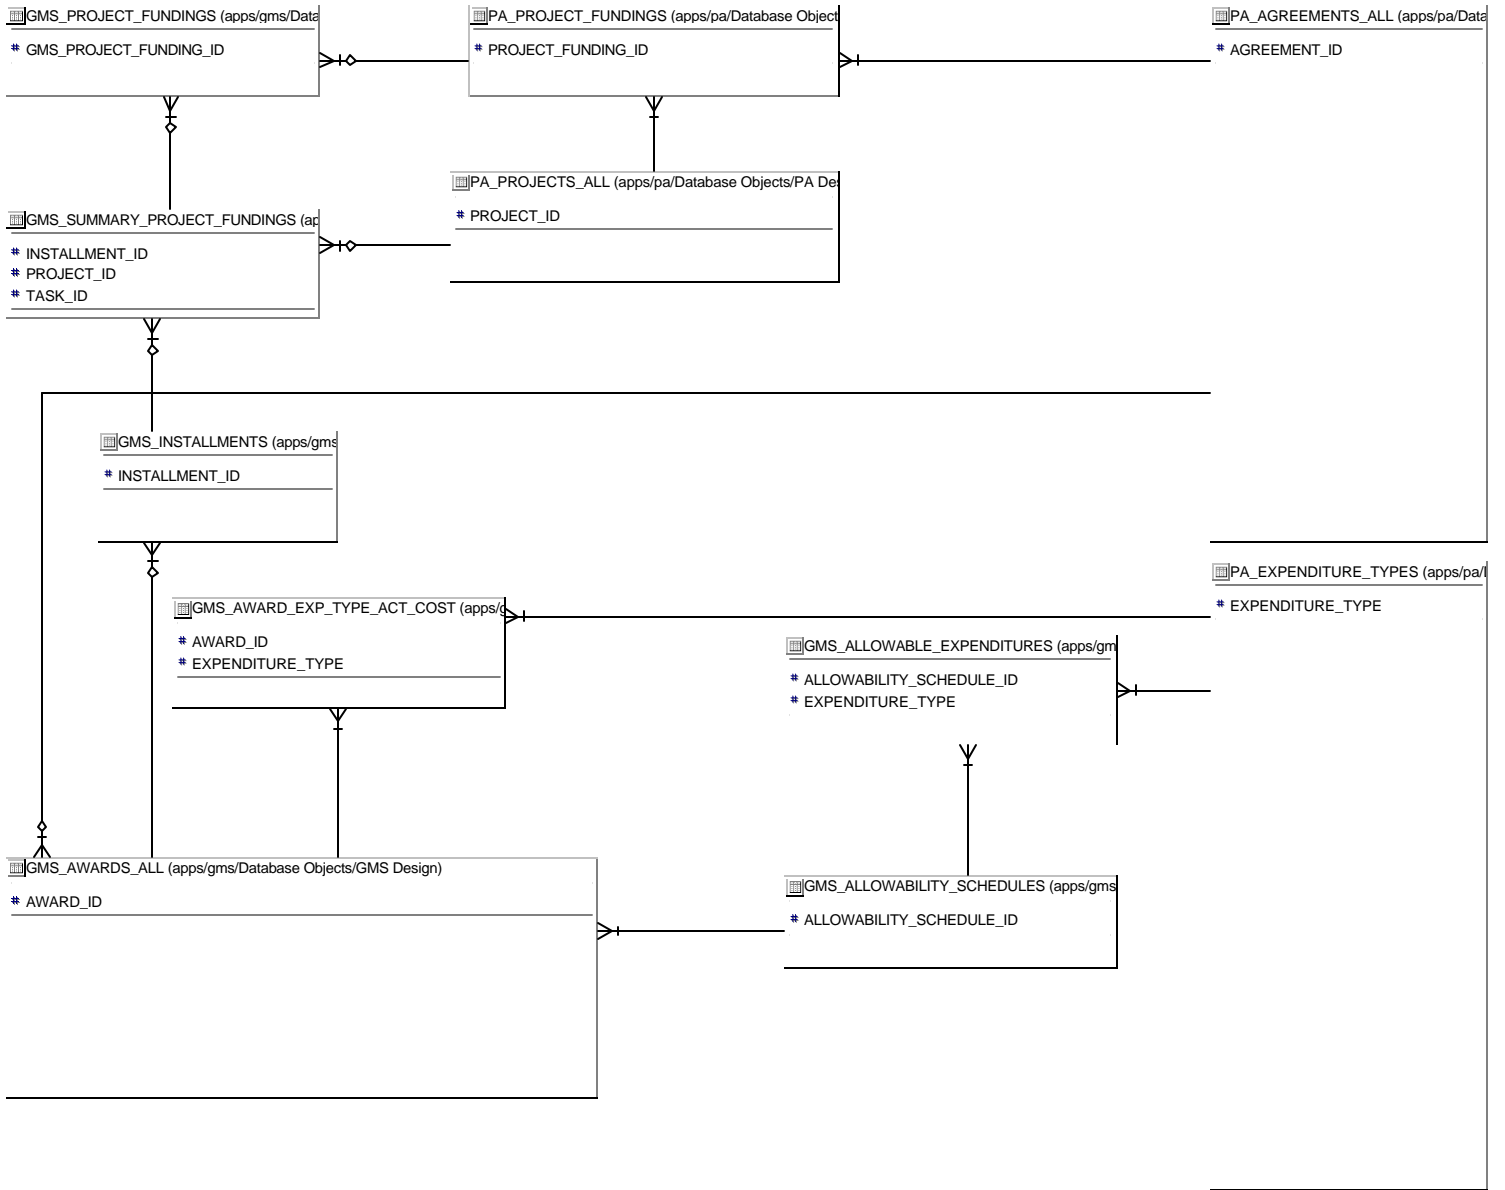 GMS_PROJECT_FUNDINGS (apps/gms/Data
# GMS_PROJECT_FUNDING_ID
PA_PROJECT_FUNDINGS (apps/pa/Database Object
# PROJECT_FUNDING_ID
PA_AGREEMENTS_ALL (apps/pa/Data
# AGREEMENT_ID
PA_PROJECTS_ALL (apps/pa/Database Objects/PA Des
# PROJECT_ID
GMS_SUMMARY_PROJECT_FUNDINGS (ap
# INSTALLMENT_ID
# PROJECT_ID
# TASK_ID
GMS_INSTALLMENTS (apps/gms
# INSTALLMENT_ID
GMS_AWARD_EXP_TYPE_ACT_COST (apps/g
# AWARD_ID
# EXPENDITURE_TYPE
PA_EXPENDITURE_TYPES (apps/pa/
# EXPENDITURE_TYPE
GMS_ALLOWABLE_EXPENDITURES (apps/gm
# ALLOWABILITY_SCHEDULE_ID
# EXPENDITURE_TYPE
GMS_AWARDS_ALL (apps/gms/Database Objects/GMS Design)
# AWARD_ID
GMS_ALLOWABILITY_SCHEDULES (apps/gms
# ALLOWABILITY_SCHEDULE_ID